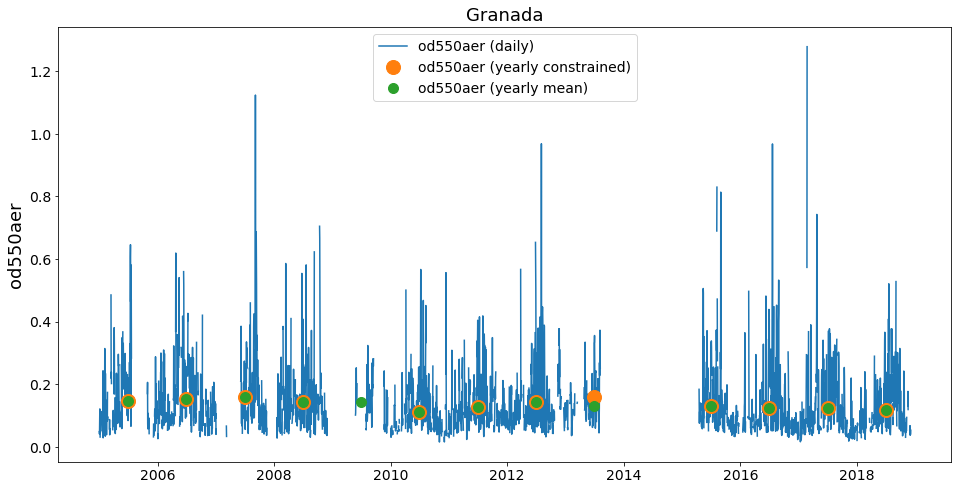 Granada
od550aer (daily)
od550aer (yearly constrained)
od550aer (yearly mean)
od550aer
1.2
1.0
0.8
0.6
0.4
0.2
0.0
2006 2008 2010 2012 2014 2016 2018